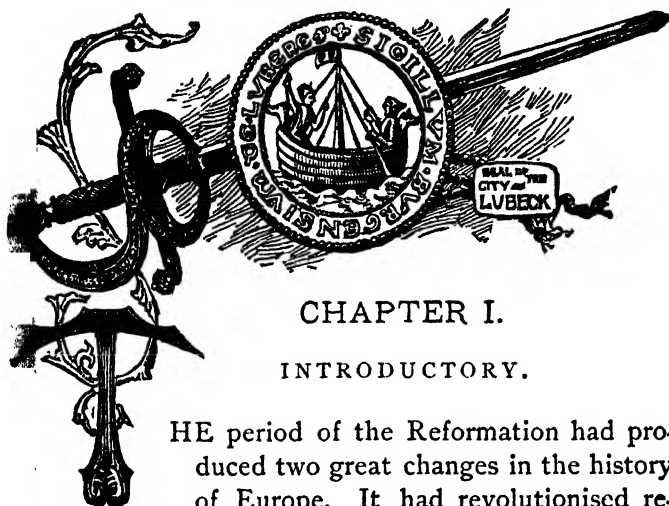 ✠ SIGILLVM · BVRGENSIVM · DE
SEAL OF THE
CITY OF
LVBECK
CHAPTER I.
INTRODUCTORY.
THE period of the Reformation had pro-
duced two great changes in the history
of Europe. It had revolutionised re-